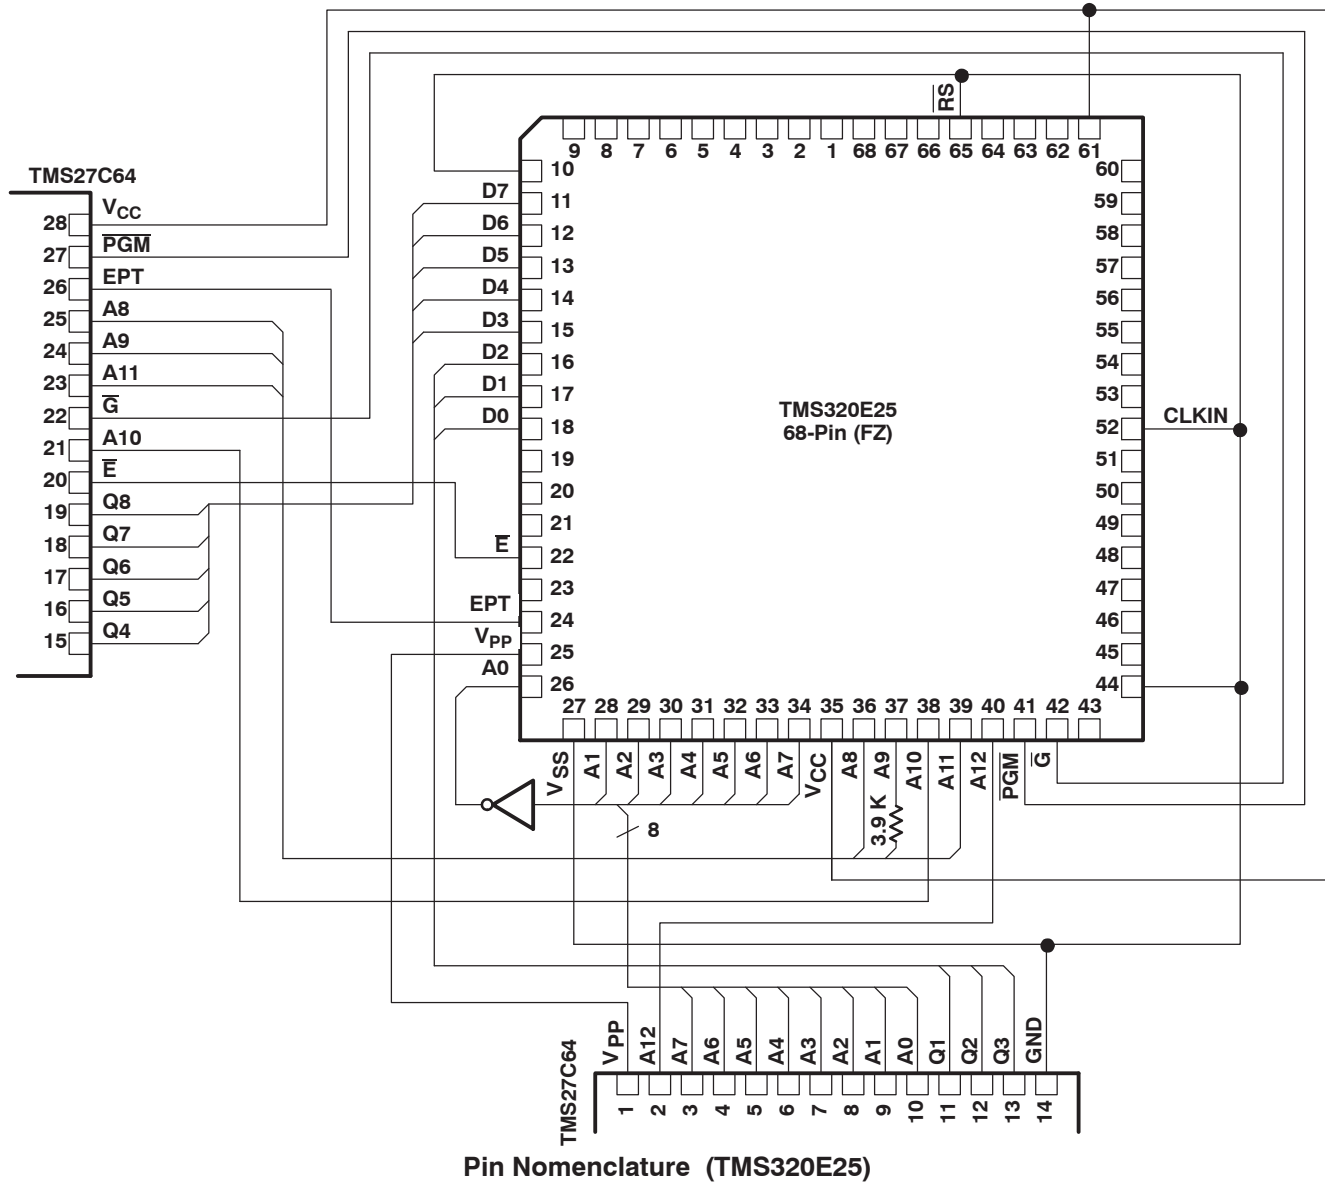 RS
9 8 7 6 5 4 3 2 1 68 67 66 65 64 63 62 61
TMS27C64
28 VCC
27 PGM
26 EPT
25 A8
24 A9
23 A11
22 G
21 A10
20 E
19 Q8
18 Q7
17 Q6
16 Q5
15 Q4
10
D7 11
D6 12
D5 13
D4 14
D3 15
D2 16
D1 17
D0 18
19
20
21
E 22
23
EPT 24
VPP 25
A0 26
TMS320E25
68-Pin (FZ)
60
59
58
57
56
55
54
53
52 CLKIN
51
50
49
48
47
46
45
44
27 28 29 30 31 32 33 34 35 36 37 38 39 40 41 42 43
VSS A1 A2 A3 A4 A5 A6 A7 VCC A8 A9 A10 A11 A12 PGM G
3.9 K
8
TMS27C64
VPP A12 A7 A6 A5 A4 A3 A2 A1 A0 Q1 Q2 Q3 GND
1 2 3 4 5 6 7 8 9 10 11 12 13 14
Pin Nomenclature (TMS320E25)